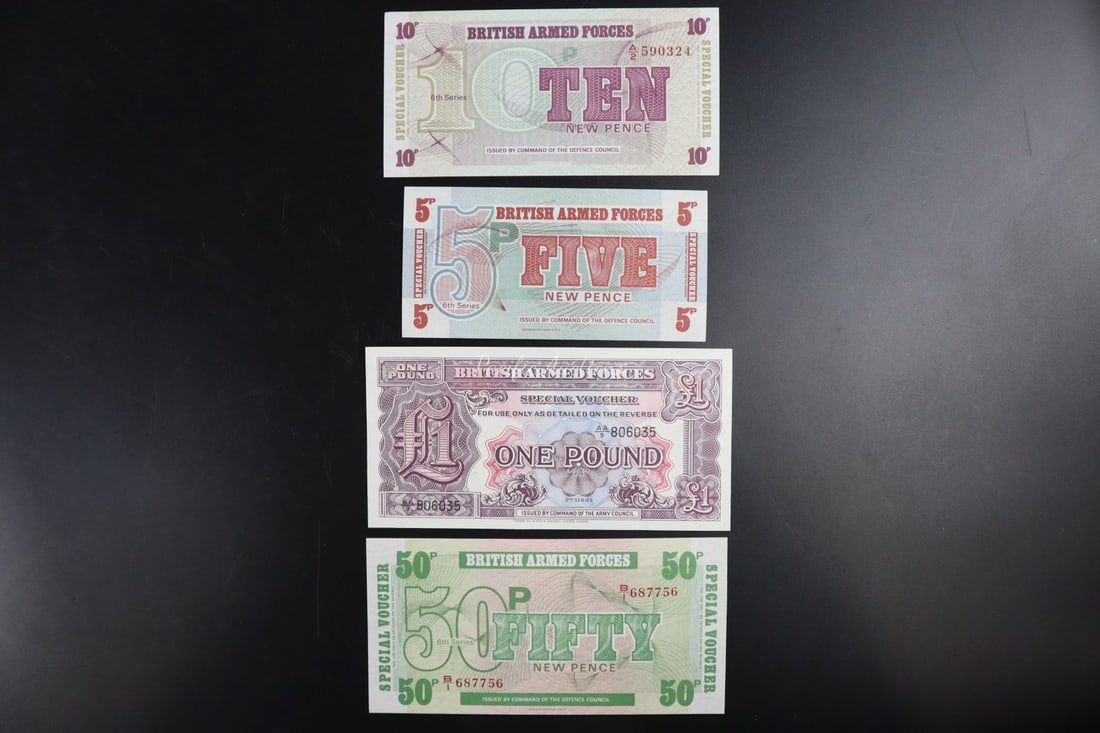 10P BRITISH ARMED FORCES 10P
SPECIAL VOUCHER
10 P
A/2 590324
6th Series
TEN
NEW PENCE
ISSUED BY COMMAND OF THE DEFENCE COUNCIL
SPECIAL VOUCHER
10P 10P
5P BRITISH ARMED FORCES 5P
SPECIAL VOUCHER
5P
FIVE
NEW PENCE
6th Series
ISSUED BY COMMAND OF THE DEFENCE COUNCIL
SPECIAL VOUCHER
5P 5P
ONE
POUND
BRITISH ARMED FORCES
£1
SPECIAL VOUCHER
FOR USE ONLY AS DETAILED ON THE REVERSE
AA/9 806035
£1
ONE POUND
2ND SERIES
AA/9 806035
ISSUED BY COMMAND OF THE ARMY COUNCIL
£1
50P BRITISH ARMED FORCES 50P
SPECIAL VOUCHER
50P
B/1 687756
FIFTY
6th Series
NEW PENCE
B/1 687756
SPECIAL VOUCHER
50P ISSUED BY COMMAND OF THE DEFENCE COUNCIL 50P